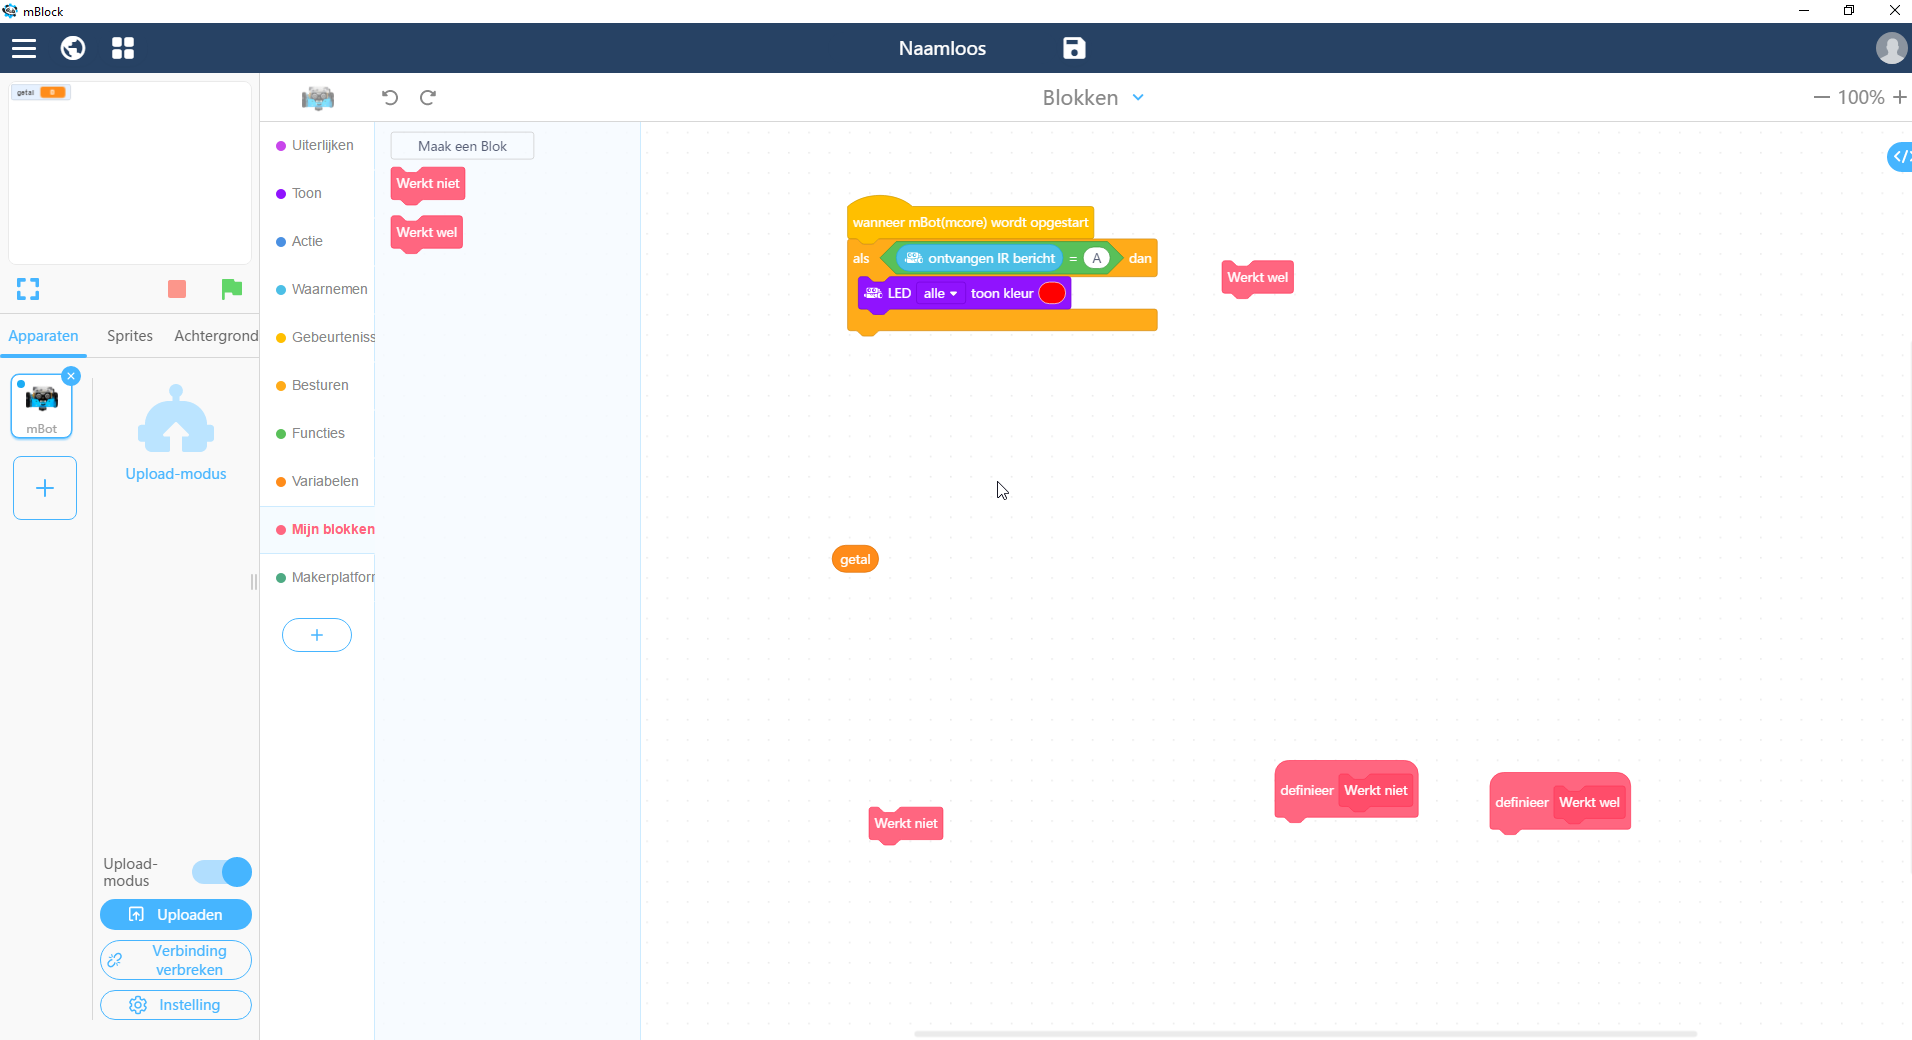 mBlock
Naamloos
getal 0
Blokken
100%
Uiterlijken
Toon
Actie
Waarnemen
Gebeurteniss
Besturen
Functies
Variabelen
Mijn blokken
Makerplatforr
Maak een Blok
Werkt niet
Werkt wel
Apparaten Sprites Achtergrond
mBot
Upload-modus
Upload-
modus
Uploaden
Verbinding
verbreken
Instelling
wanneer mBot(mcore) wordt opgestart
als ontvangen IR bericht = A dan
LED alle toon kleur
Werkt wel
getal
Werkt niet
definieer Werkt niet
definieer Werkt wel